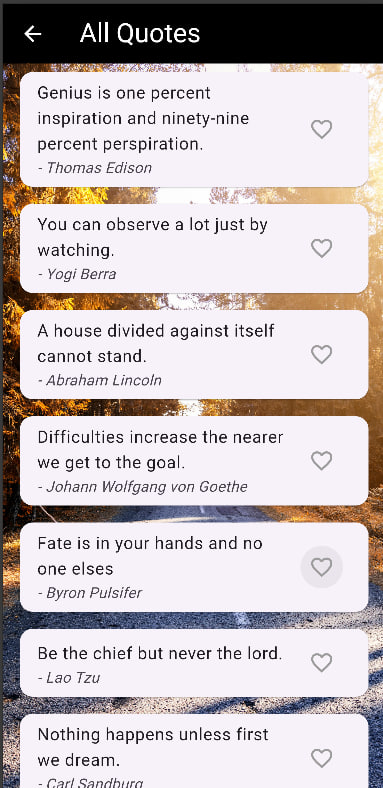 All Quotes
Genius is one percent
inspiration and ninety-nine
percent perspiration.
- Thomas Edison
You can observe a lot just by
watching.
- Yogi Berra
A house divided against itself
cannot stand.
- Abraham Lincoln
Difficulties increase the nearer
we get to the goal.
- Johann Wolfgang von Goethe
Fate is in your hands and no
one elses
- Byron Pulsifer
Be the chief but never the lord.
- Lao Tzu
Nothing happens unless first
we dream.
- Carl Sandburg